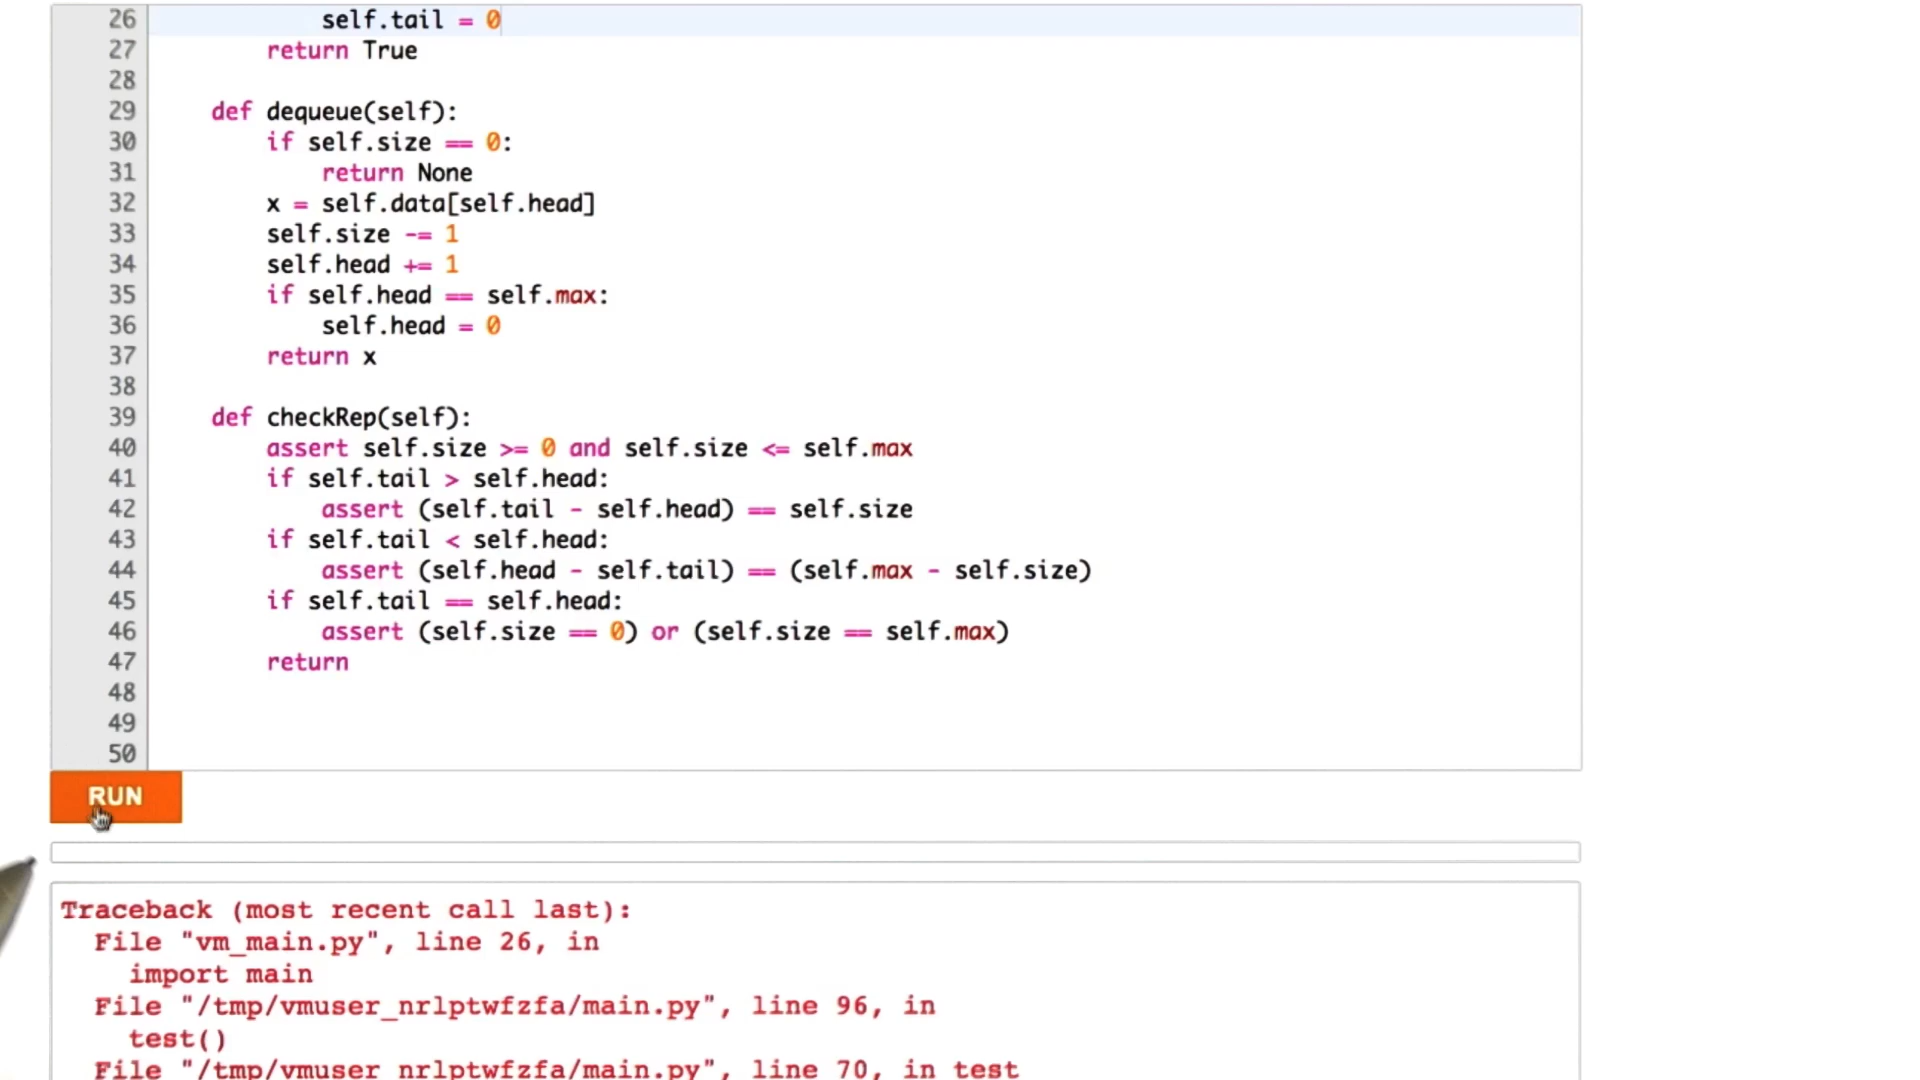 26 self.tail = 0
27 return True
28
29 def dequeue(self):
30 if self.size == 0:
31 return None
32 x = self.data[self.head]
33 self.size -= 1
34 self.head += 1
35 if self.head == self.max:
36 self.head = 0
37 return x
38
39 def checkRep(self):
40 assert self.size >= 0 and self.size <= self.max
41 if self.tail > self.head:
42 assert (self.tail - self.head) == self.size
43 if self.tail < self.head:
44 assert (self.head - self.tail) == (self.max - self.size)
45 if self.tail == self.head:
46 assert (self.size == 0) or (self.size == self.max)
47 return
48
49
50
RUN
Traceback (most recent call last):
File "vm_main.py", line 26, in
import main
File "/tmp/vmuser_nrlptwfzfa/main.py", line 96, in
test()
File "/tmp/vmuser_nrlptwfzfa/main.py", line 70, in test